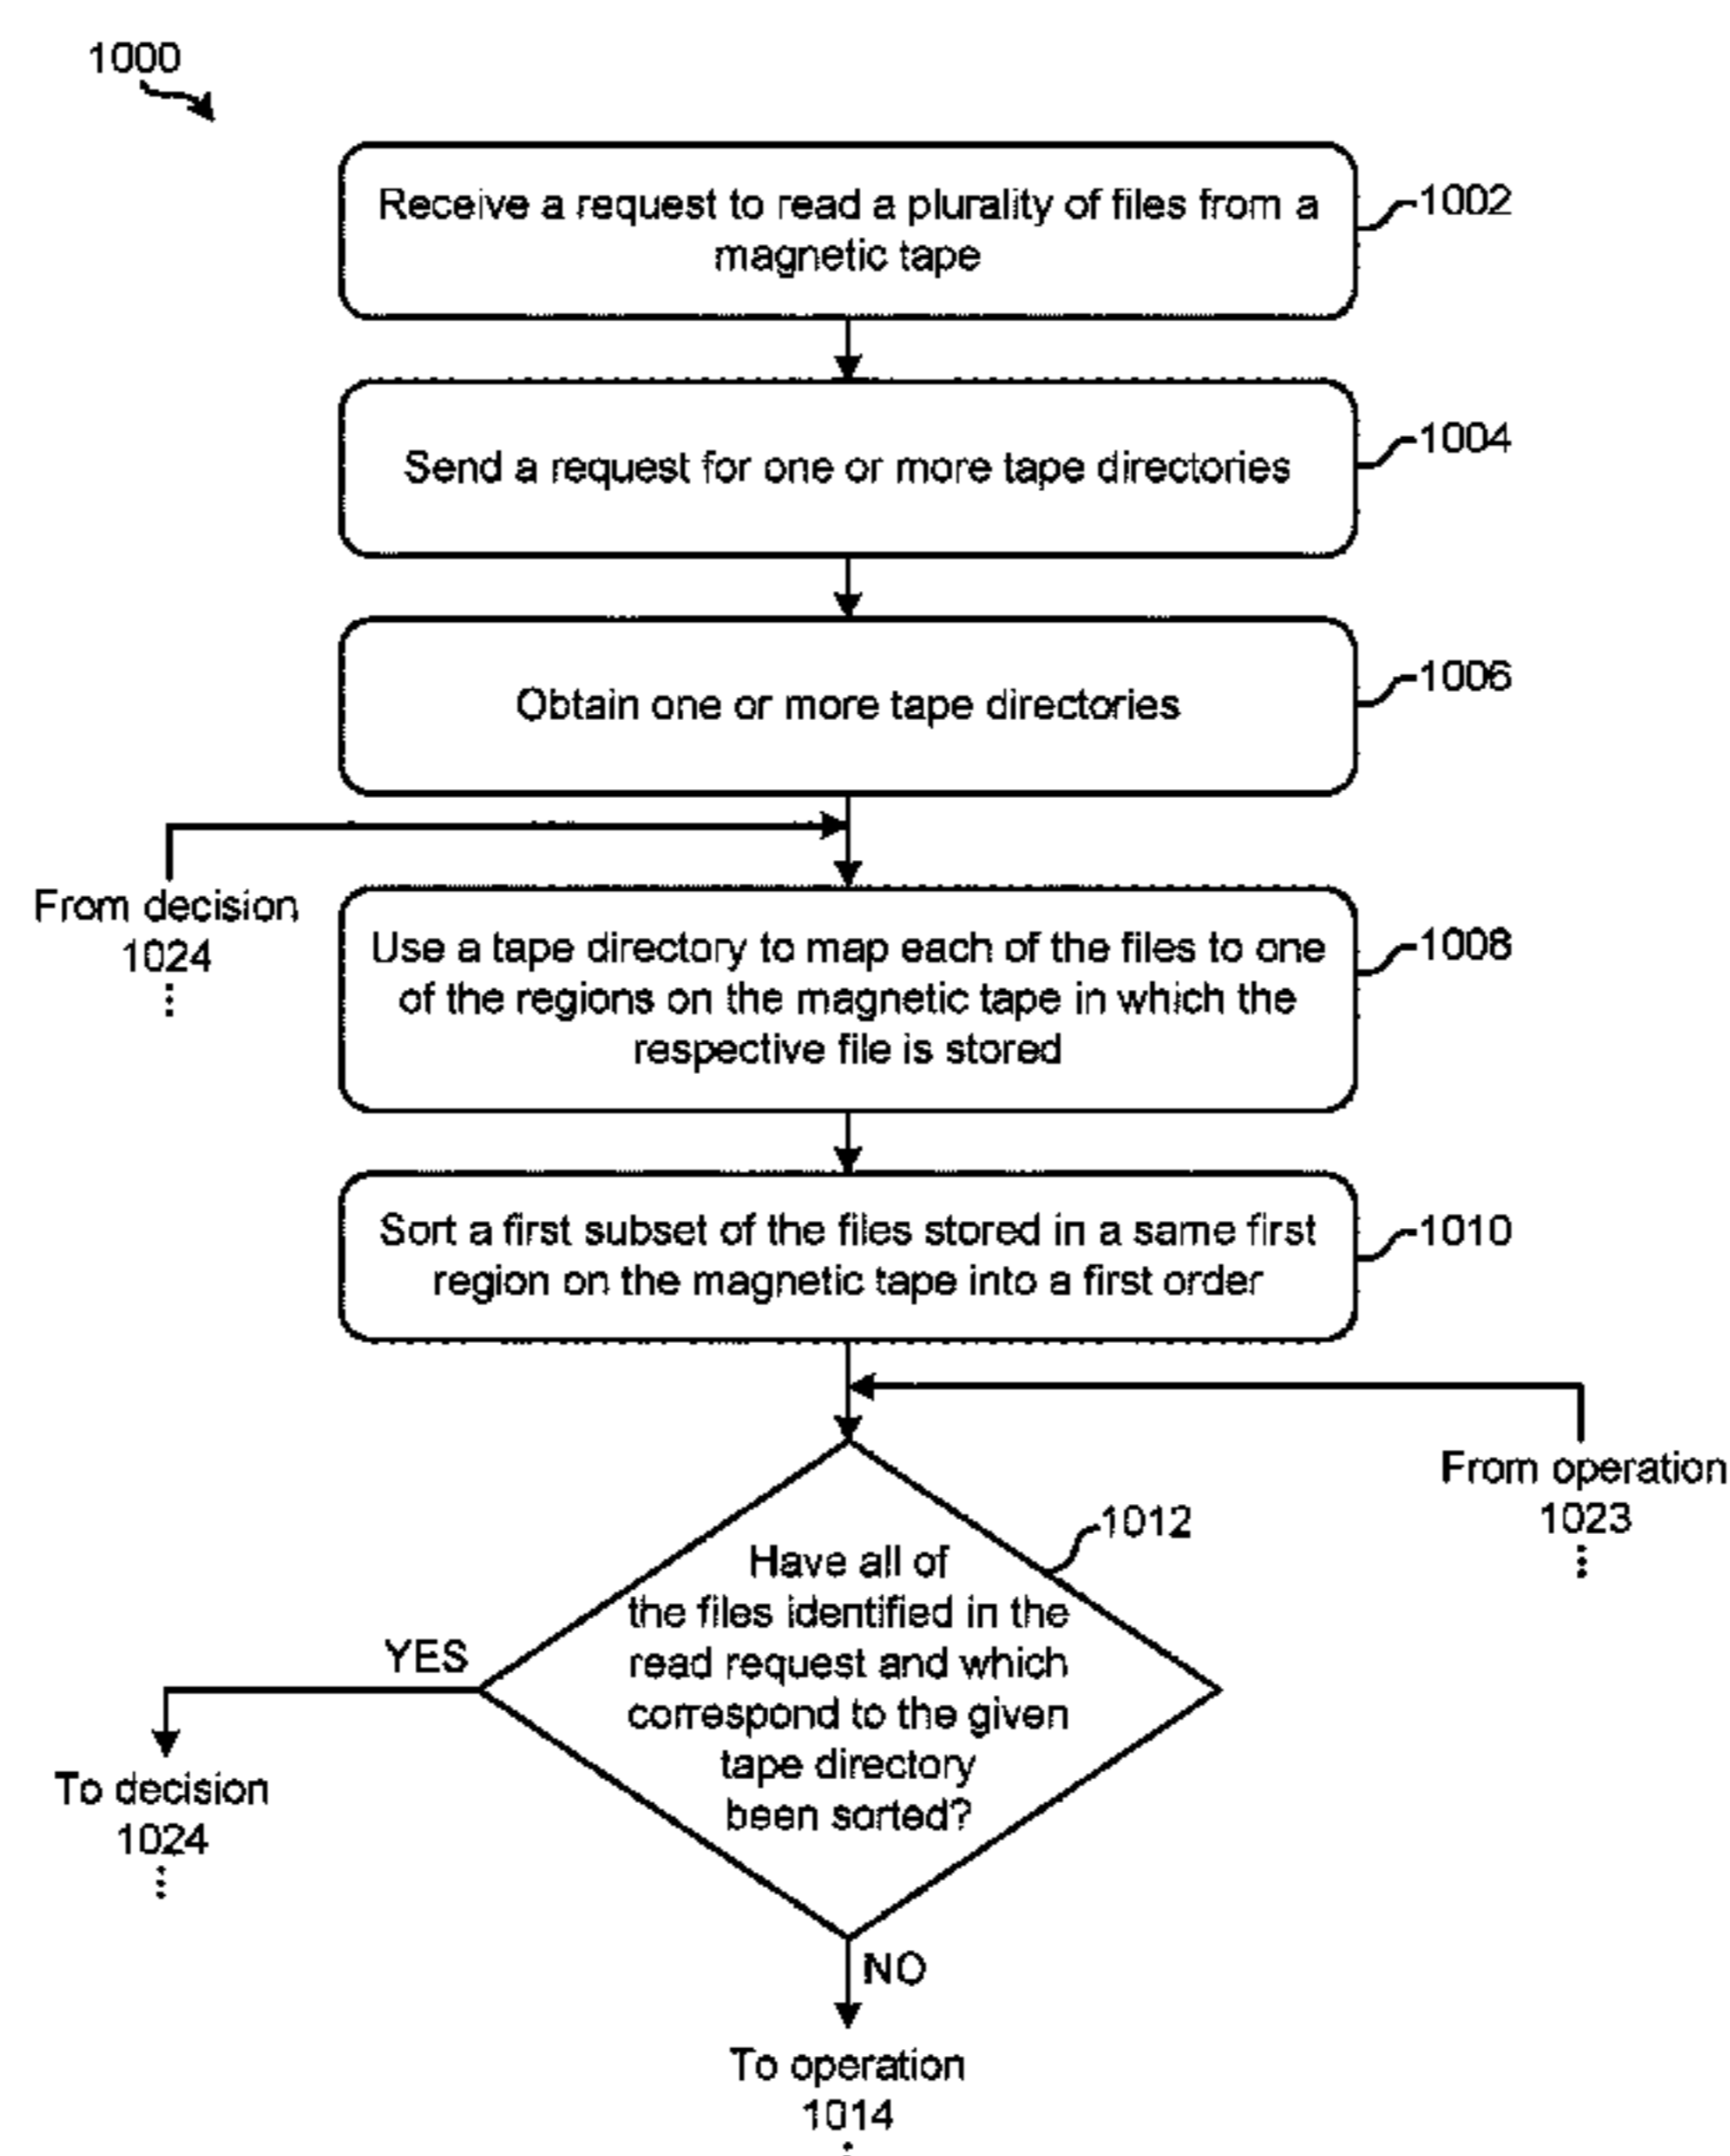 1000
Receive a request to read a plurality of files from a
magnetic tape
1002
Send a request for one or more tape directories
1004
Obtain one or more tape directories
1006
From decision
1024
...
Use a tape directory to map each of the files to one
of the regions on the magnetic tape in which the
respective file is stored
1008
Sort a first subset of the files stored in a same first
region on the magnetic tape into a first order
1010
From operation
1023
...
1012
Have all of
the files identified in the
read request and which
correspond to the given
tape directory
been sorted?
YES
To decision
1024
...
NO
To operation
1014